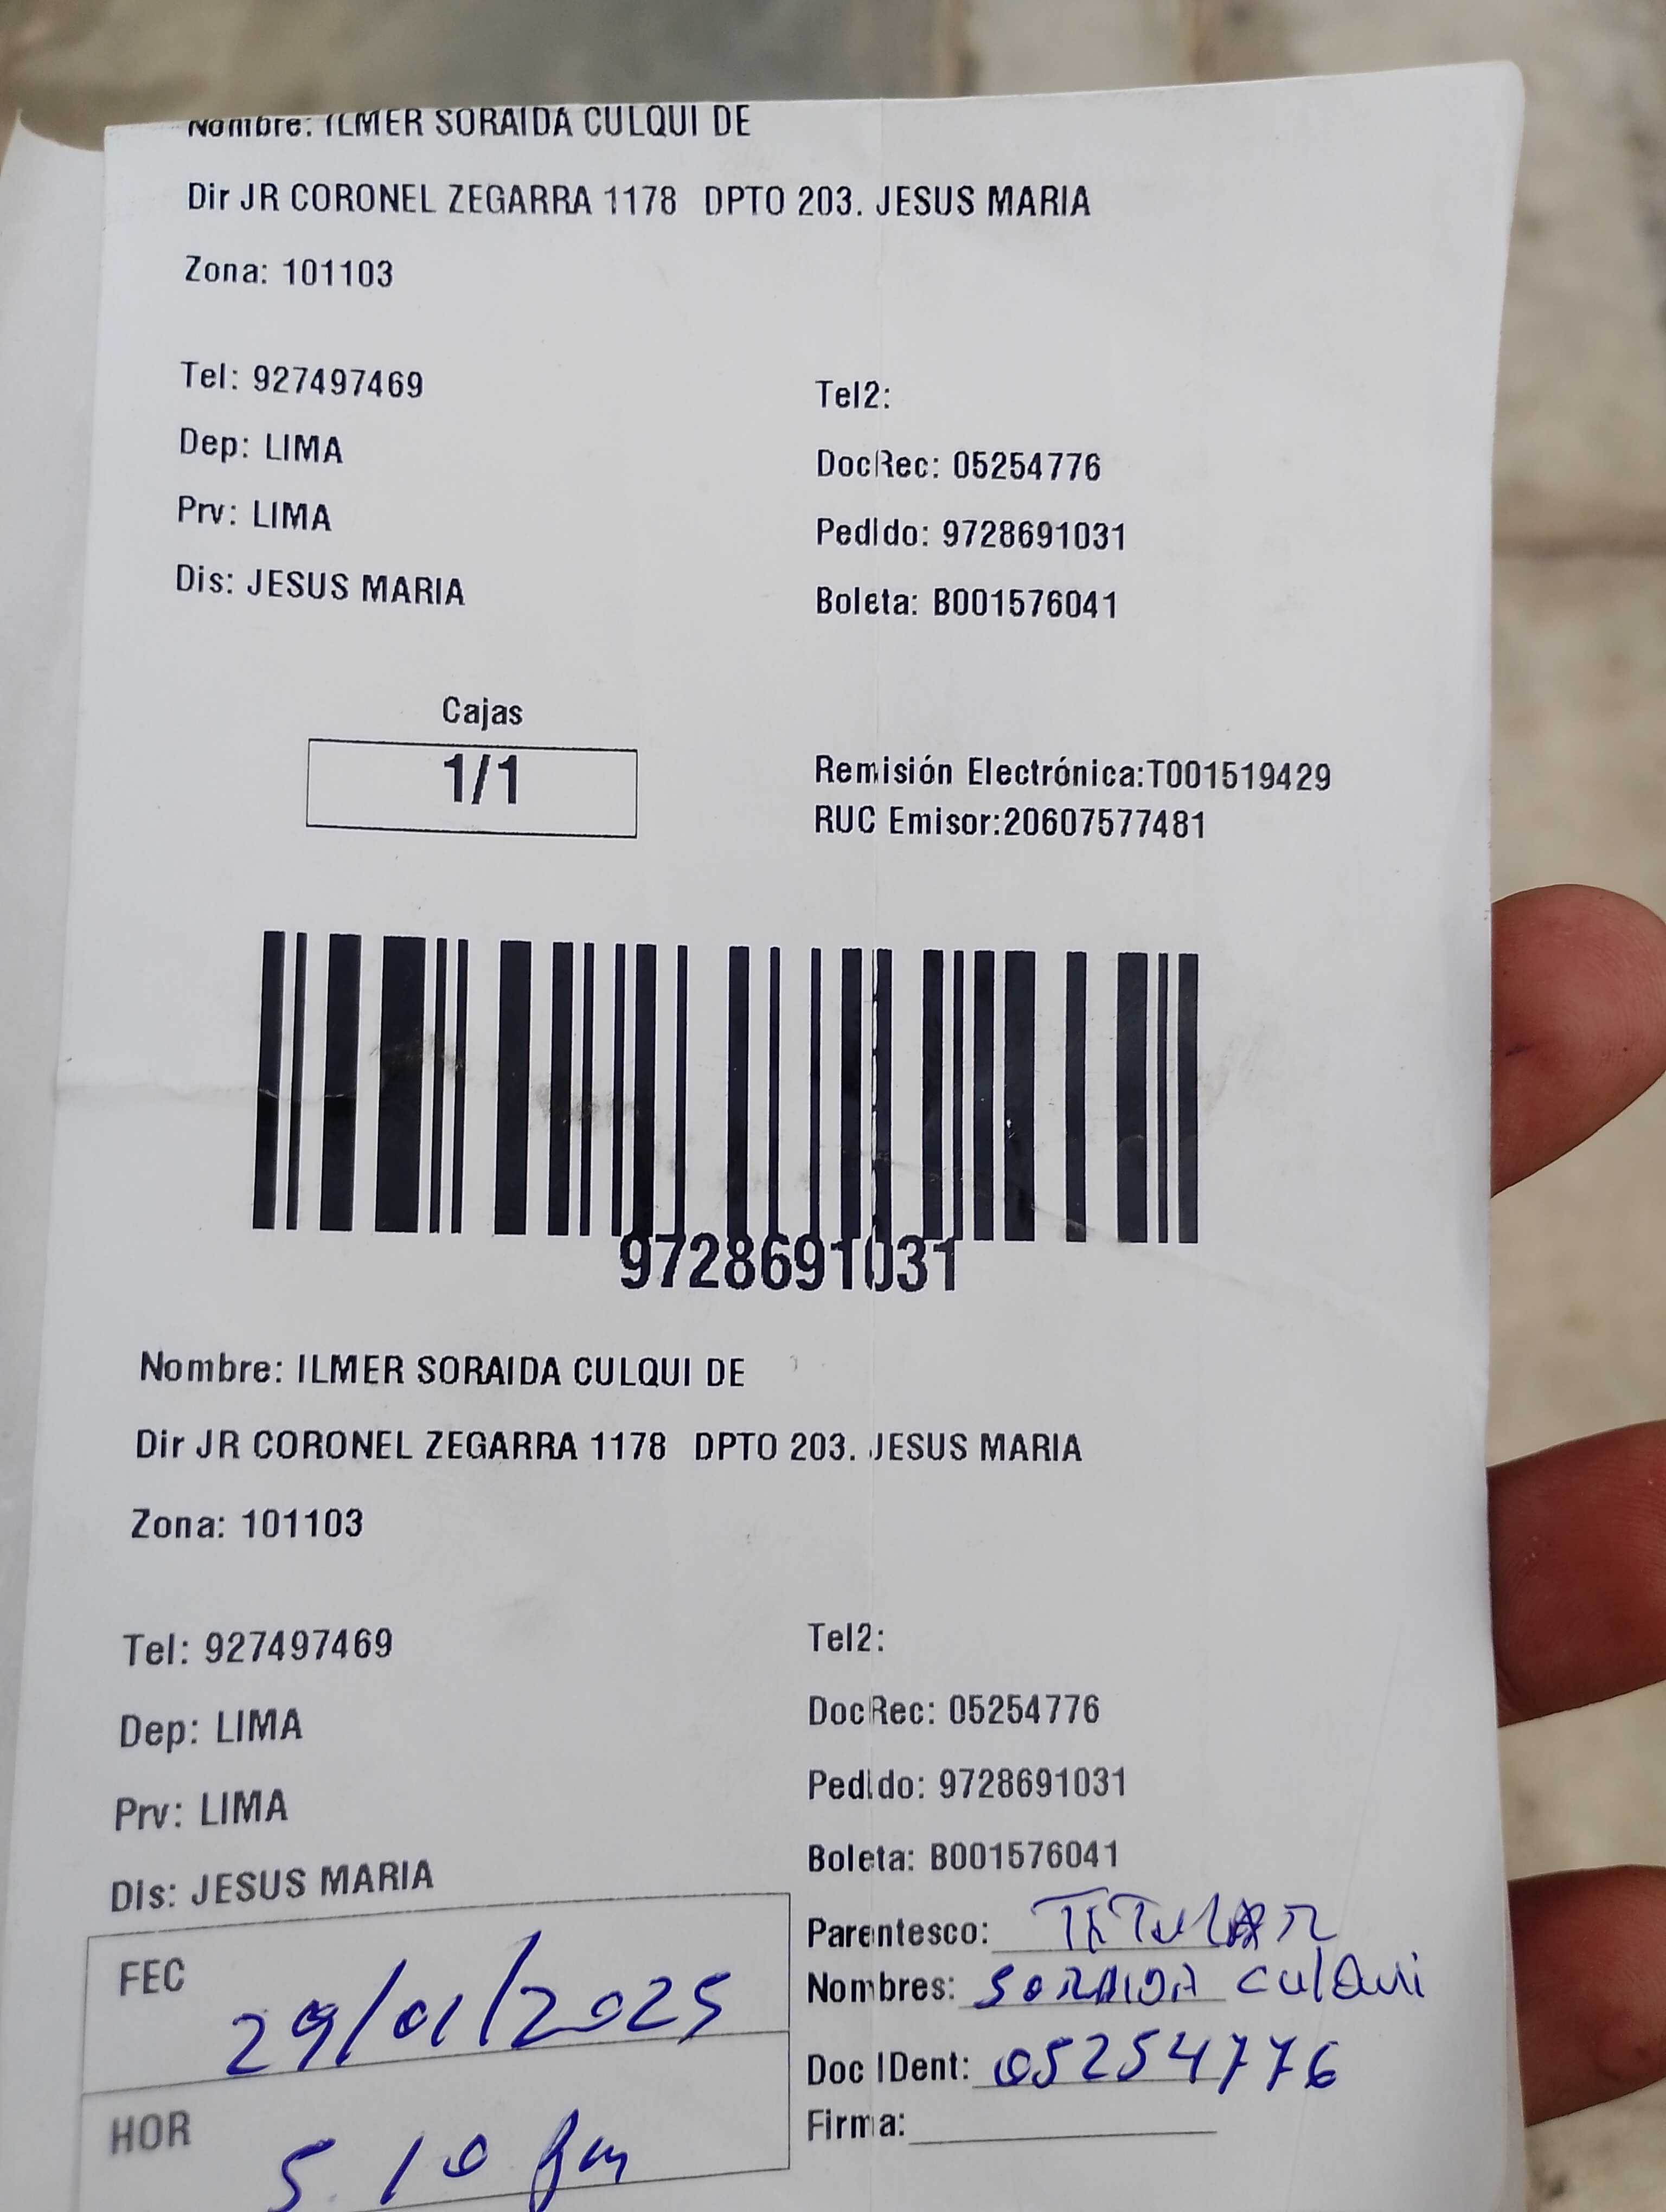 Nombre: ILMER SORAIDA CULQUI DE
Dir JR CORONEL ZEGARRA 1178 DPTO 203. JESUS MARIA
Zona: 101103
Tel: 927497469 Tel2:
Dep: LIMA DocRec: 05254776
Prv: LIMA Pedido: 9728691031
Dis: JESUS MARIA Boleta: B001576041
Cajas
1/1
Remisión Electrónica:T001519429
RUC Emisor:20607577481
9728691031
Nombre: ILMER SORAIDA CULQUI DE
Dir JR CORONEL ZEGARRA 1178 DPTO 203. JESUS MARIA
Zona: 101103
Tel: 927497469 Tel2:
Dep: LIMA DocRec: 05254776
Prv: LIMA Pedido: 9728691031
Dis: JESUS MARIA Boleta: B001576041
Parentesco: TITULAR
FEC 29/01/2025
Nombres: SORAIDA CulQui
Doc IDent: 05254776
HOR 5 10 pm
Firma: